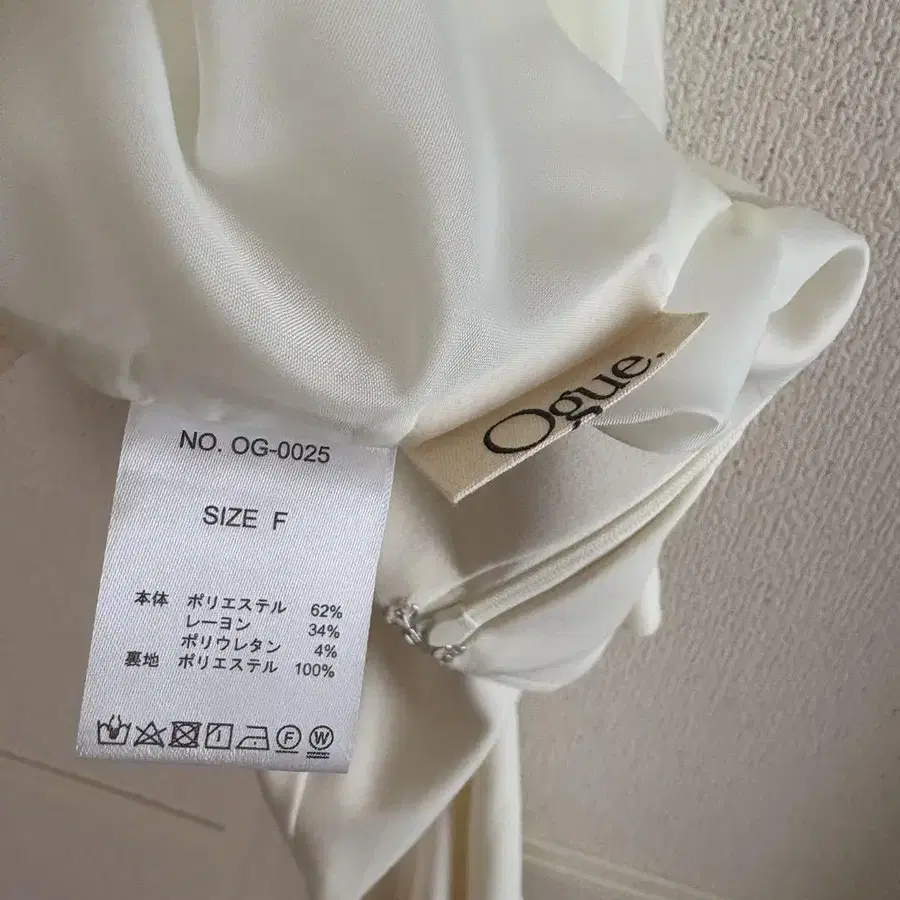 Ogue.
NO. OG-0025
SIZE F
本体 ポリエステル 62%
レーヨン 34%
ポリウレタン 4%
裏地 ポリエステル 100%
F W